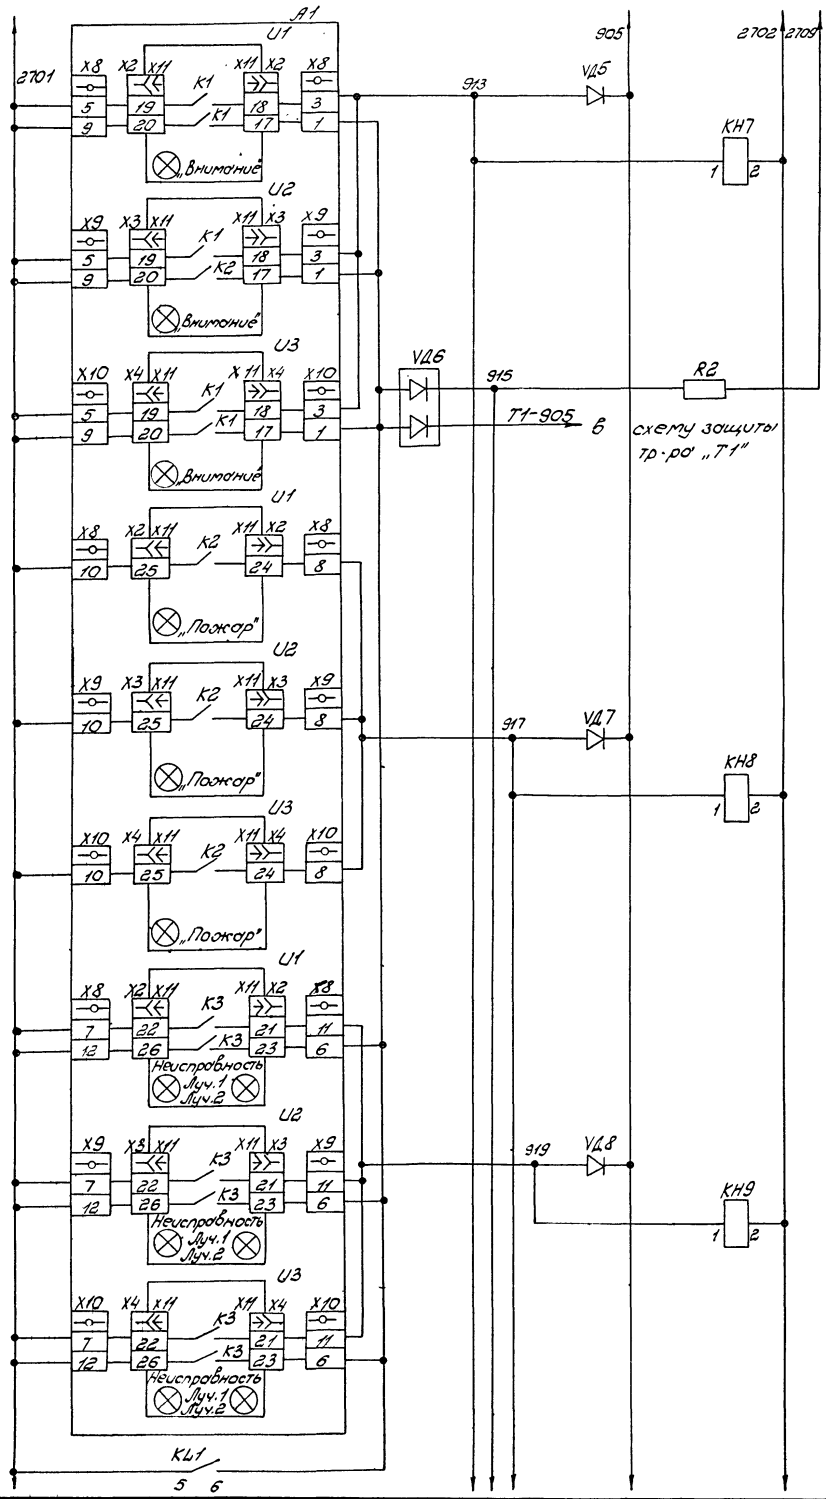 A1
2701
905
2702 2709
U1
X8 X2 X11 X11 X2 X8
5 19 K1 18 3
9 20 K1 17 1
„Внимание"
913
VД5
КН7
1 2
U2
X9 X3 X11 X11 X3 X9
5 19 K1 18 3
9 20 K2 17 1
„Внимание"
U3
X10 X4 X11 X11 X4 X10
5 19 K1 18 3
9 20 K1 17 1
„Внимание"
VД6
915
R2
T1-905 в схему защиты
тр-ра „Т1"
U1
X8 X2 X11 X11 X2 X8
10 25 K2 24 8
„Пожар"
U2
X9 X3 X11 X11 X3 X9
10 25 K2 24 8
„Пожар"
917
VД7
КН8
1 2
U3
X10 X4 X11 X11 X4 X10
10 25 K2 24 8
„Пожар"
U1
X8 X2 X11 X11 X2 X8
7 22 K3 21 11
12 26 K3 23 6
Неисправность
Луч.1
Луч.2
U2
X9 X3 X11 X11 X3 X9
7 22 K3 21 11
12 26 K3 23 6
Неисправность
Луч.1
Луч.2
919
VД8
КН9
1 2
U3
X10 X4 X11 X11 X4 X10
7 22 K3 21 11
12 26 K3 23 6
Неисправность
Луч.1
Луч.2
KL1
5 6